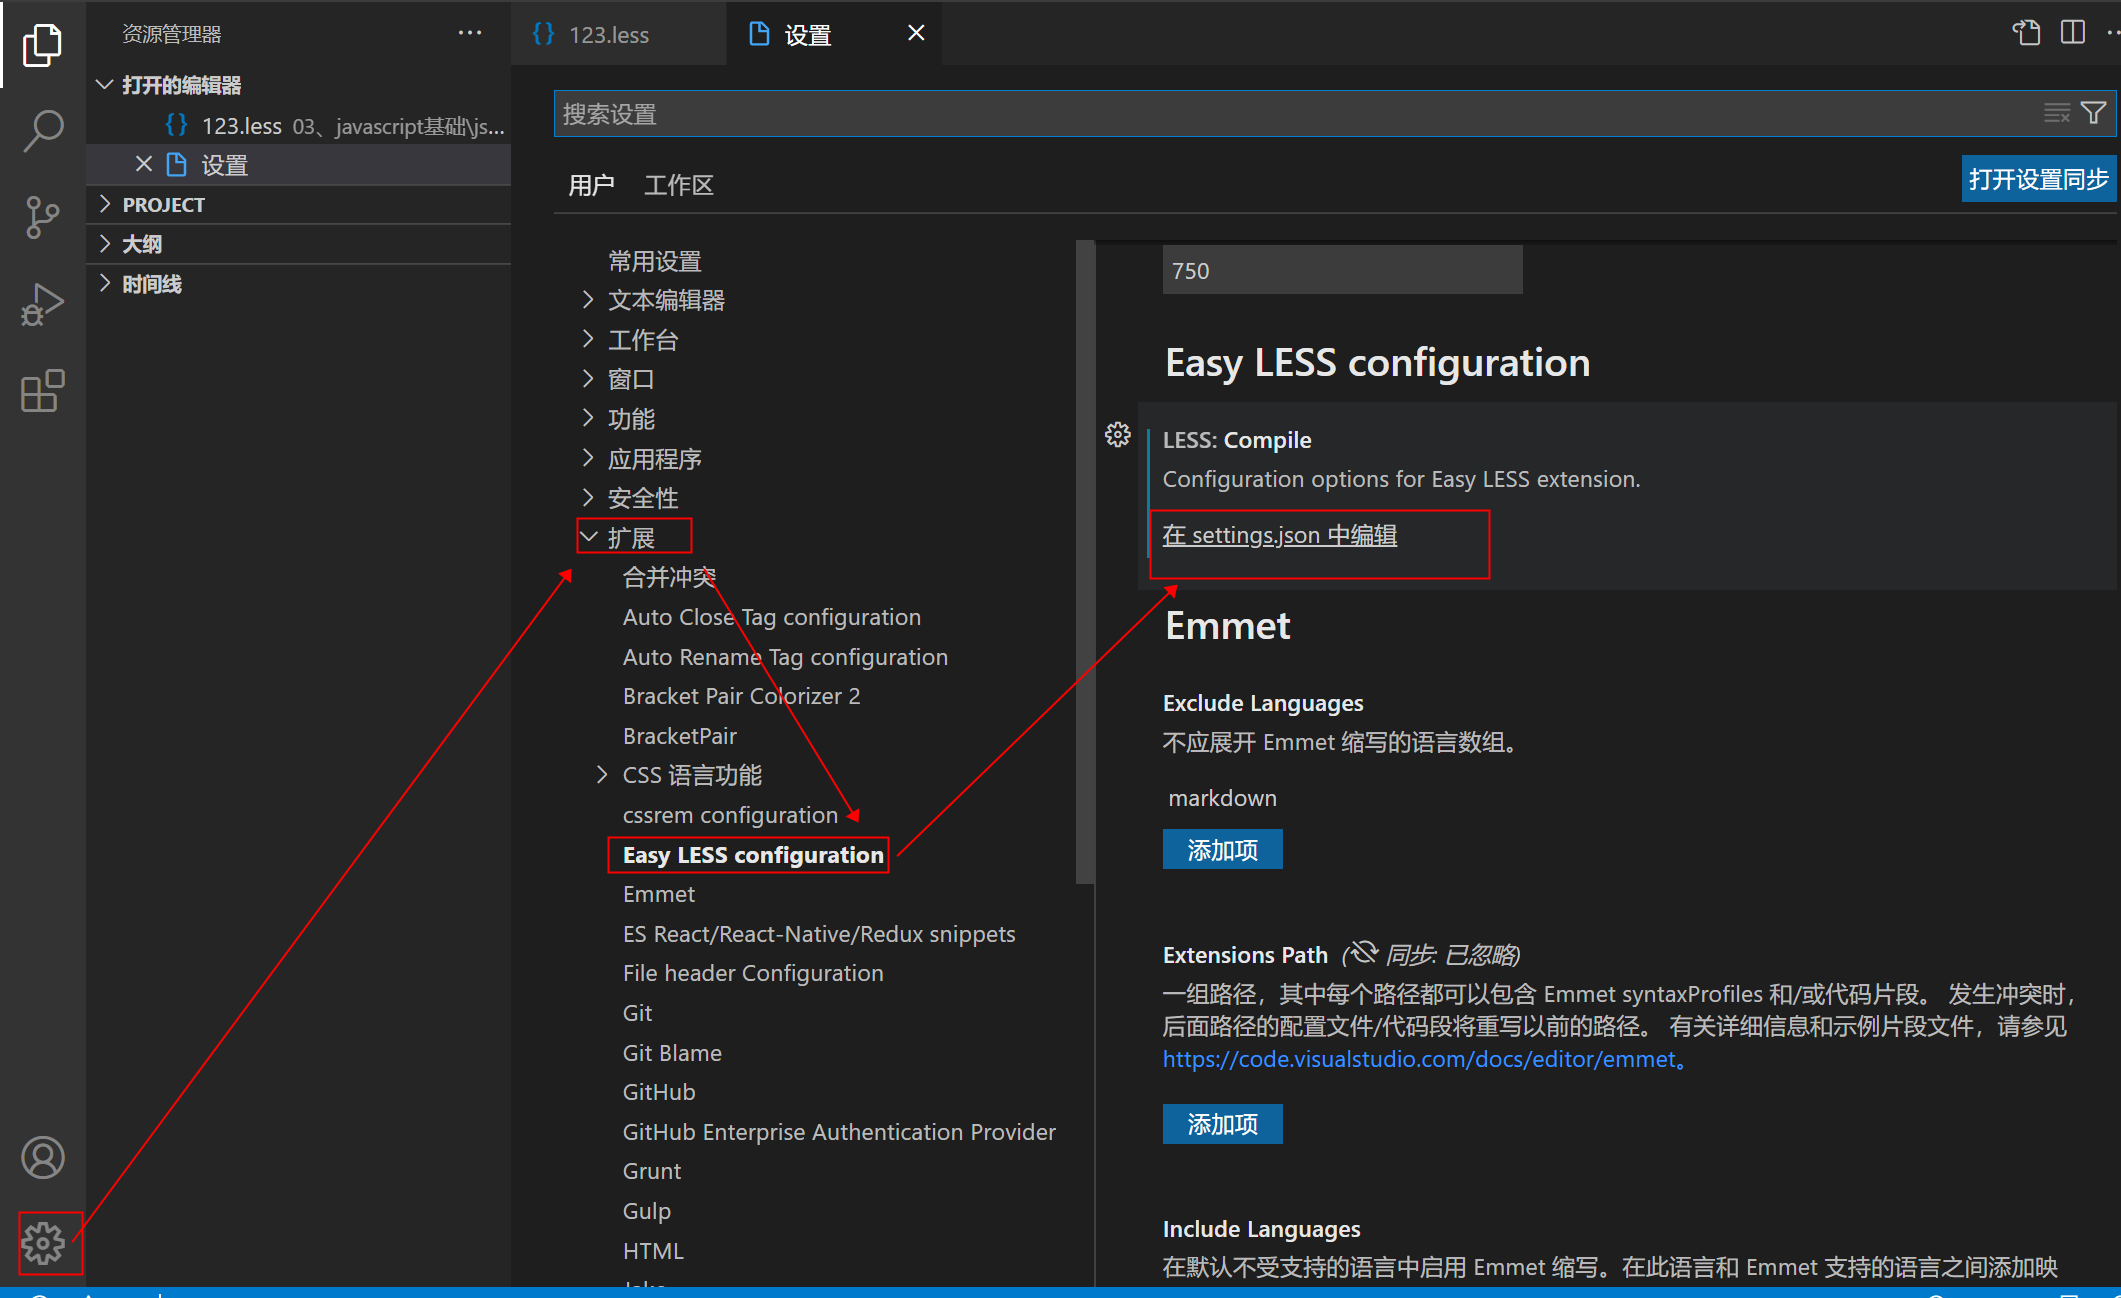 资源管理器
打开的编辑器
123.less 03、javascript基础\js...
设置
PROJECT
大纲
时间线
123.less
设置
搜索设置
用户 工作区
打开设置同步
常用设置
文本编辑器
工作台
窗口
功能
应用程序
安全性
扩展
合并冲突
Auto Close Tag configuration
Auto Rename Tag configuration
Bracket Pair Colorizer 2
BracketPair
CSS 语言功能
cssrem configuration
Easy LESS configuration
Emmet
ES React/React-Native/Redux snippets
File header Configuration
Git
Git Blame
GitHub
GitHub Enterprise Authentication Provider
Grunt
Gulp
HTML
750
Easy LESS configuration
LESS: Compile
Configuration options for Easy LESS extension.
在 settings.json 中编辑
Emmet
Exclude Languages
不应展开 Emmet 缩写的语言数组。
markdown
添加项
Extensions Path (同步: 已忽略)
一组路径，其中每个路径都可以包含 Emmet syntaxProfiles 和/或代码片段。 发生冲突时，
后面路径的配置文件/代码段将重写以前的路径。 有关详细信息和示例片段文件，请参见
https://code.visualstudio.com/docs/editor/emmet。
添加项
Include Languages
在默认不受支持的语言中启用 Emmet 缩写。在此语言和 Emmet 支持的语言之间添加映